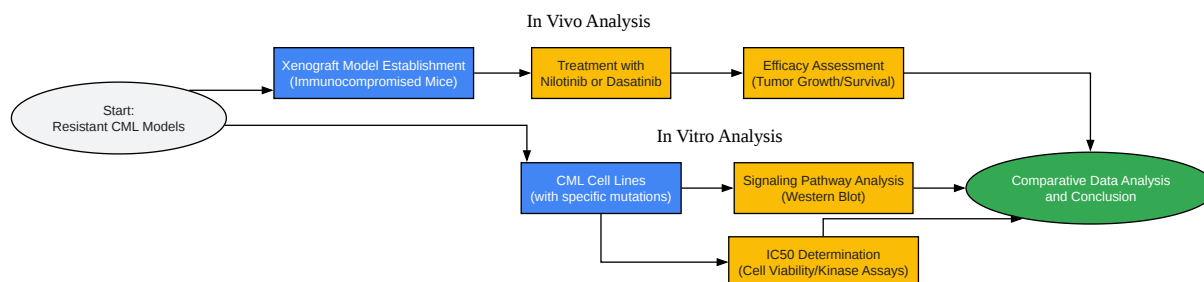 In Vivo Analysis
Xenograft Model Establishment
(Immunocompromised Mice)
Treatment with
Nilotinib or Dasatinib
Efficacy Assessment
(Tumor Growth/Survival)
Start:
Resistant CML Models
In Vitro Analysis
CML Cell Lines
(with specific mutations)
Signaling Pathway Analysis
(Western Blot)
Comparative Data Analysis
and Conclusion
IC50 Determination
(Cell Viability/Kinase Assays)